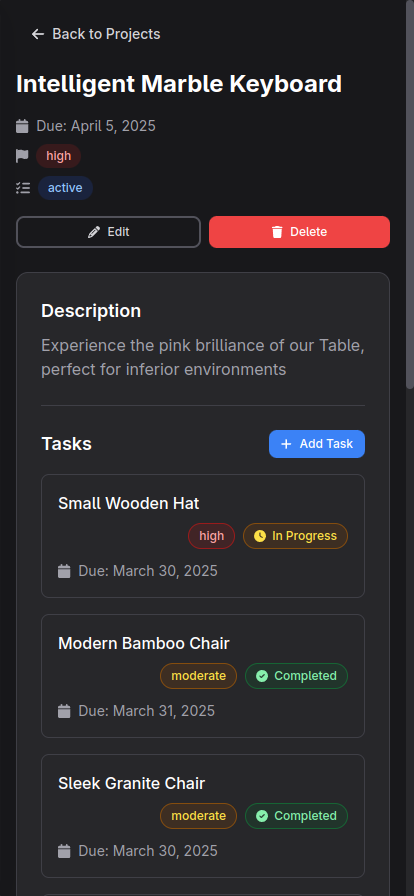 Back to Projects
Intelligent Marble Keyboard
Due: April 5, 2025
high
active
Edit
Delete
Description
Experience the pink brilliance of our Table,
perfect for inferior environments
Tasks
Add Task
Small Wooden Hat
high
In Progress
Due: March 30, 2025
Modern Bamboo Chair
moderate
Completed
Due: March 31, 2025
Sleek Granite Chair
moderate
Completed
Due: March 30, 2025